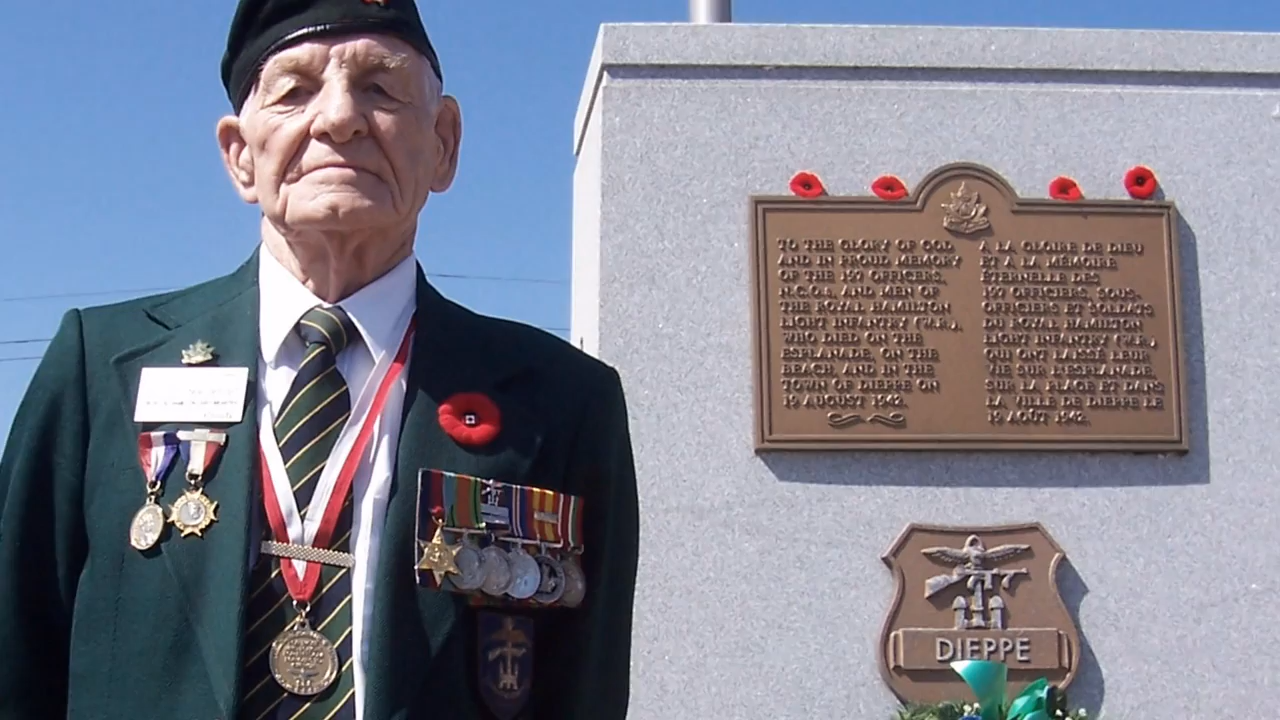 TO THE GLORY OF GOD,
AND IN PROUD MEMORY
OF THE 197 OFFICERS,
N.C.O.s, AND MEN OF
THE ROYAL HAMILTON
LIGHT INFANTRY (W.R.),
WHO DIED ON THE
ESPLANADE, ON THE
BEACH, AND IN THE
TOWN OF DIEPPE ON
19 AUGUST 1942.
À LA GLOIRE DE DIEU
ET À LA MÉMOIRE
ÉTERNELLE DES
197 OFFICIERS, SOUS-
OFFICIERS ET SOLDATS
DU ROYAL HAMILTON
LIGHT INFANTRY (W.R.)
QUI ONT LAISSÉ LEUR
VIE SUR L'ESPLANADE,
SUR LA PLAGE ET DANS
LA VILLE DE DIEPPE LE
19 AOÛT 1942.
DIEPPE